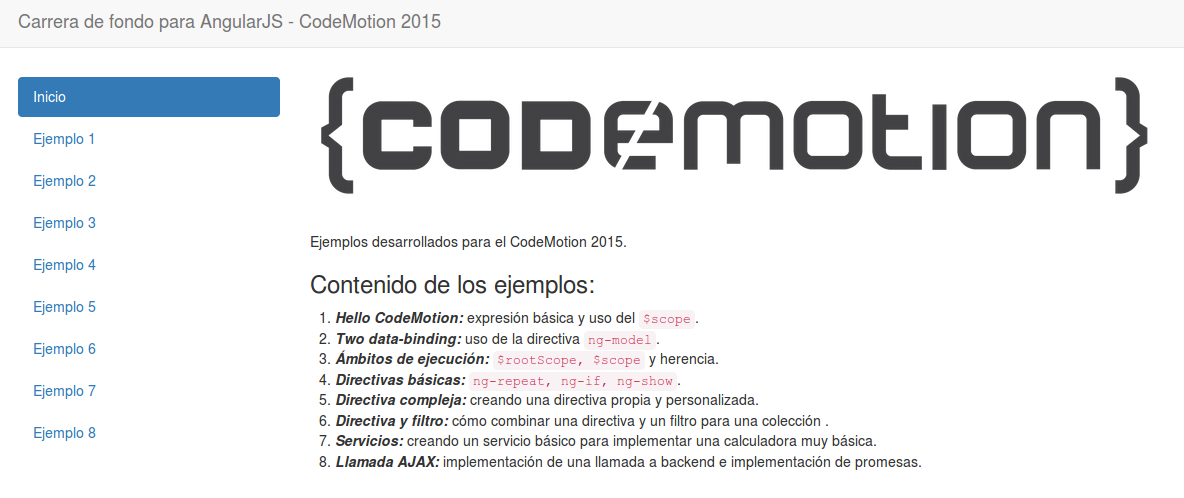 Carrera de fondo para AngularJS - CodeMotion 2015
Inicio
Ejemplo 1
Ejemplo 2
Ejemplo 3
Ejemplo 4
Ejemplo 5
Ejemplo 6
Ejemplo 7
Ejemplo 8
{codemotion}
Ejemplos desarrollados para el CodeMotion 2015.
Contenido de los ejemplos:
1. Hello CodeMotion: expresión básica y uso del $scope.
2. Two data-binding: uso de la directiva ng-model.
3. Ámbitos de ejecución: $rootScope, $scope y herencia.
4. Directivas básicas: ng-repeat, ng-if, ng-show.
5. Directiva compleja: creando una directiva propia y personalizada.
6. Directiva y filtro: cómo combinar una directiva y un filtro para una colección .
7. Servicios: creando un servicio básico para implementar una calculadora muy básica.
8. Llamada AJAX: implementación de una llamada a backend e implementación de promesas.